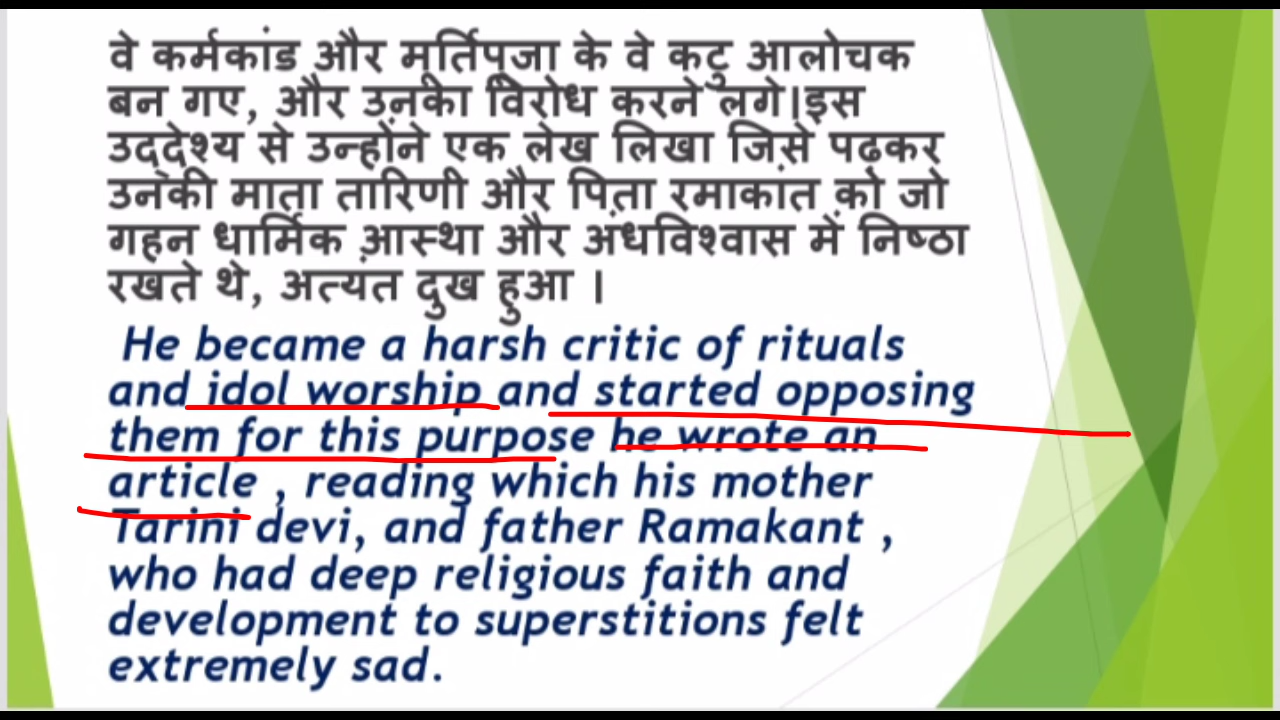 वे कर्मकांड और मूर्तिपूजा के वे कटु आलोचक
बन गए, और उनका विरोध करने लगे।इस
उद्देश्य से उन्होंने एक लेख लिखा जिसे पढ़कर
उनकी माता तारिणी और पिता रमाकांत को जो
गहन धार्मिक आस्था और अंधविश्वास में निष्ठा
रखते थे, अत्यंत दुख हुआ ।
He became a harsh critic of rituals
and idol worship and started opposing
them for this purpose he wrote an
article , reading which his mother
Tarini devi, and father Ramakant ,
who had deep religious faith and
development to superstitions felt
extremely sad.